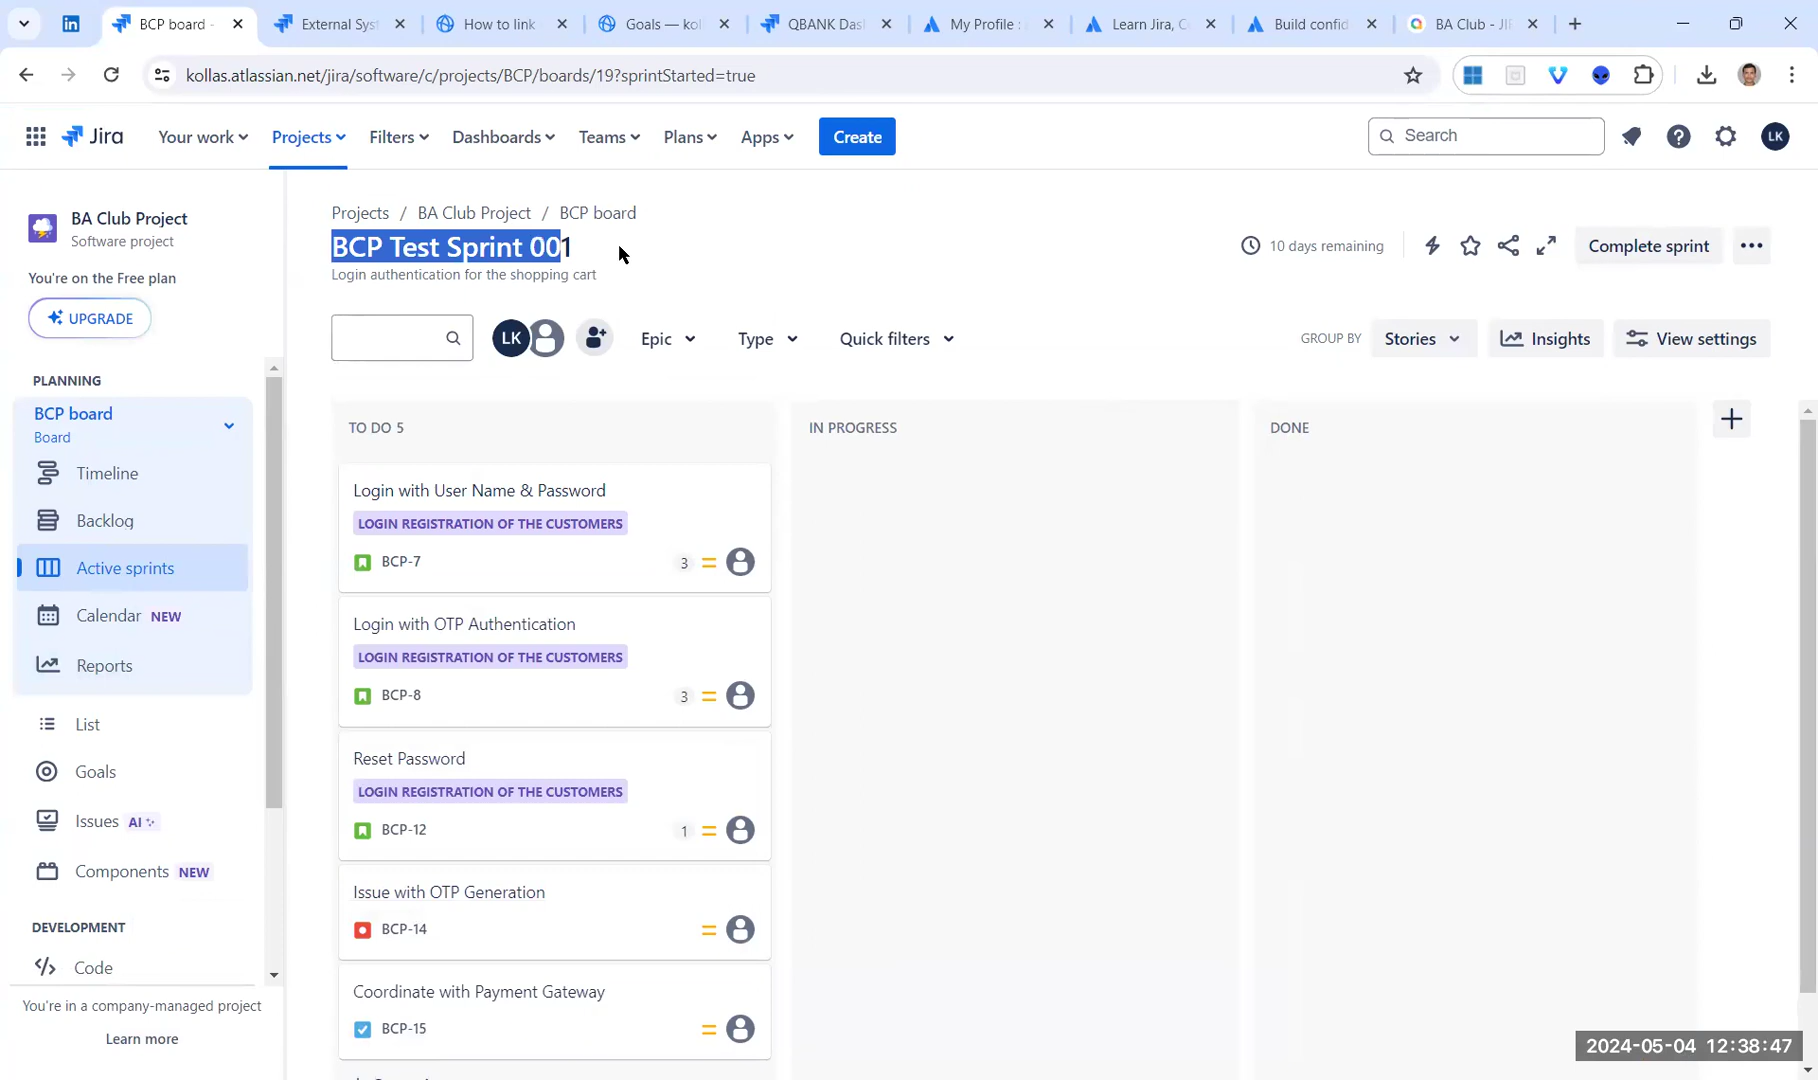 BCP board -
External Sys
How to link
Goals — kol
QBANK Das
My Profile :
Learn Jira, C
Build confid
BA Club - JI
kollas.atlassian.net/jira/software/c/projects/BCP/boards/19?sprintStarted=true
Jira
Your work
Projects
Filters
Dashboards
Teams
Plans
Apps
Create
Search
LK
BA Club Project
Software project
You're on the Free plan
UPGRADE
PLANNING
BCP board
Board
Timeline
Backlog
Active sprints
Calendar NEW
Reports
List
Goals
Issues AI
Components NEW
DEVELOPMENT
Code
You're in a company-managed project
Learn more
Projects / BA Club Project / BCP board
BCP Test Sprint 001
Login authentication for the shopping cart
10 days remaining
Complete sprint
LK
Epic
Type
Quick filters
GROUP BY
Stories
Insights
View settings
TO DO 5
Login with User Name & Password
LOGIN REGISTRATION OF THE CUSTOMERS
BCP-7 3
Login with OTP Authentication
LOGIN REGISTRATION OF THE CUSTOMERS
BCP-8 3
Reset Password
LOGIN REGISTRATION OF THE CUSTOMERS
BCP-12 1
Issue with OTP Generation
BCP-14
Coordinate with Payment Gateway
BCP-15
IN PROGRESS
DONE
2024-05-04 12:38:47